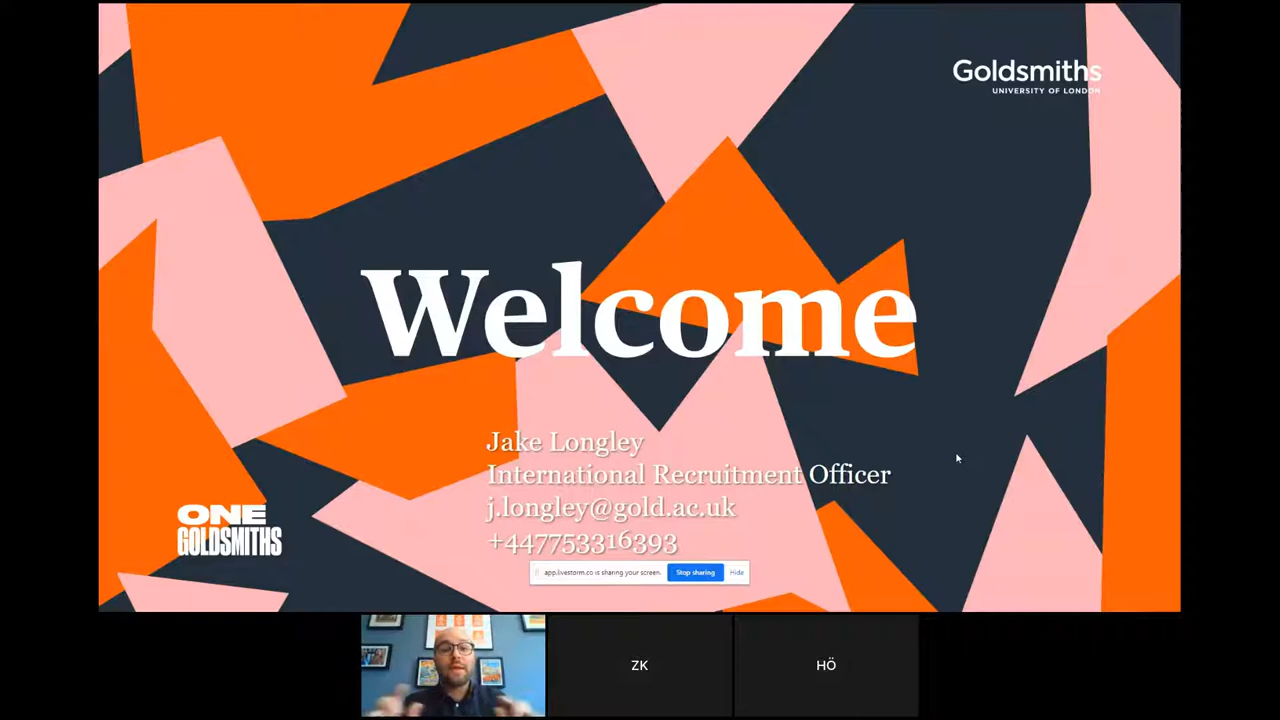 Goldsmiths
UNIVERSITY OF LONDON
Welcome
Jake Longley
International Recruitment Officer
j.longley@gold.ac.uk
+447753316393
ONE
GOLDSMITHS
app.livestorm.co is sharing your screen.
Stop sharing
Hide
ZK
HÖ